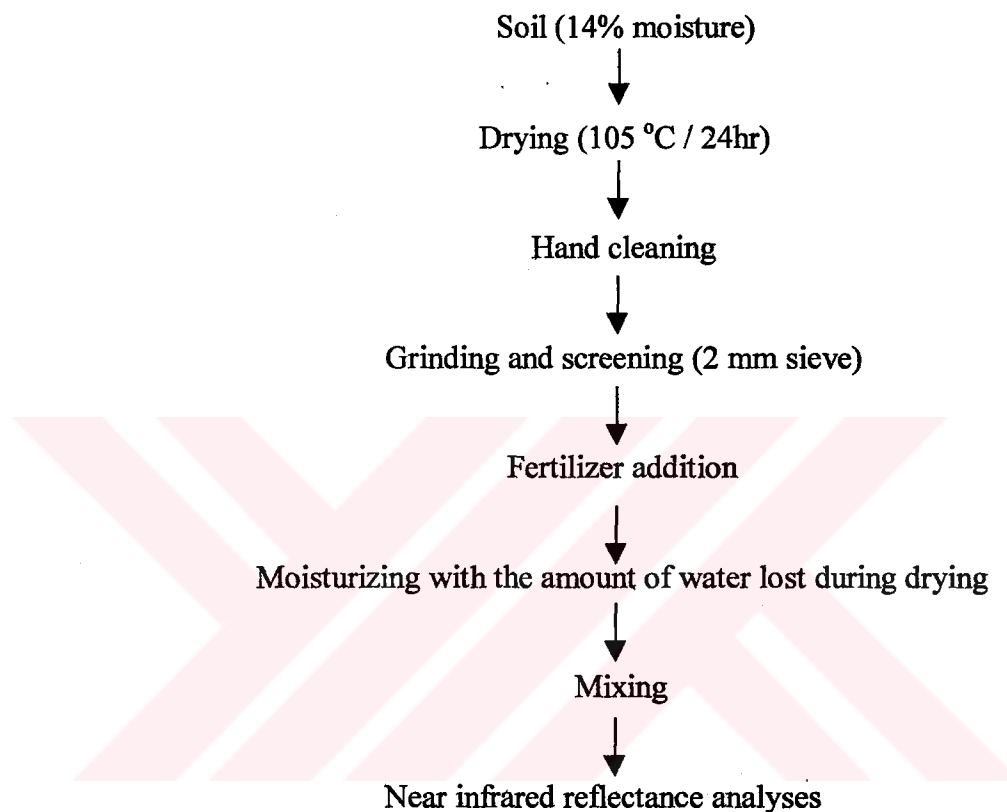 Soil (14% moisture)
Drying (105 °C / 24hr)
Hand cleaning
Grinding and screening (2 mm sieve)
Fertilizer addition
Moisturizing with the amount of water lost during drying
Mixing
Near infrared reflectance analyses